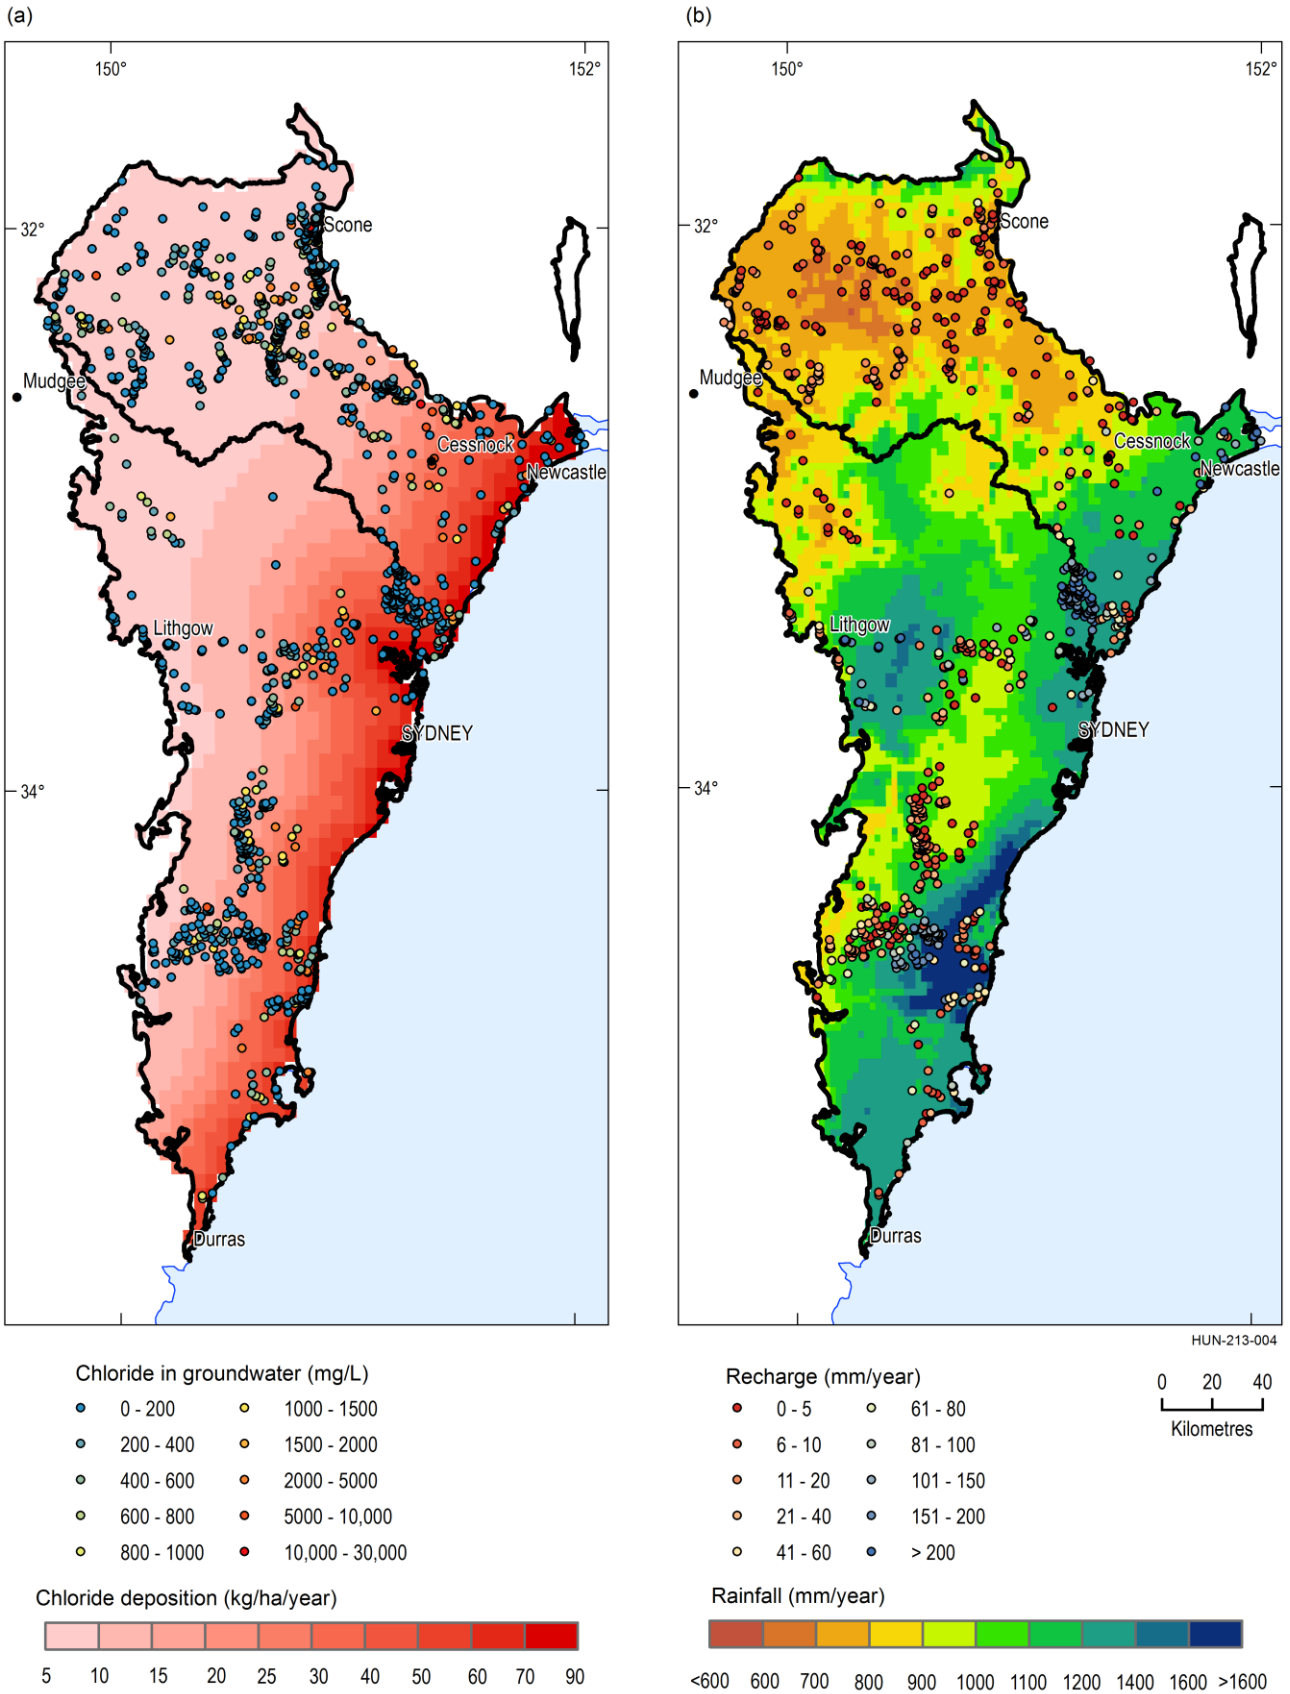 (a)
(b)
150°
152°
150°
152°
Scone
32°
Scone
32°
Mudgee
Mudgee
Cessnock
Cessnock
Newcastle
Newcastle
Lithgow
Lithgow
SYDNEY
SYDNEY
34°
34°
Durras
Durras
HUN-213-004
Chloride in groundwater (mg/L)
0 - 200
1000 - 1500
200 - 400
1500 - 2000
400 - 600
2000 - 5000
600 - 800
5000 - 10,000
800 - 1000
10,000 - 30,000
Chloride deposition (kg/ha/year)
5 10 15 20 25 30 40 50 60 70 90
Recharge (mm/year)
0 - 5
61 - 80
6 - 10
81 - 100
11 - 20
101 - 150
21 - 40
151 - 200
41 - 60
> 200
0 20 40
Kilometres
Rainfall (mm/year)
<600 600 700 800 900 1000 1100 1200 1400 1600 >1600